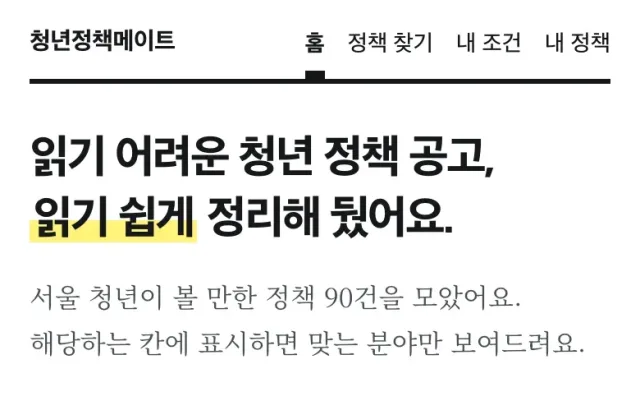 청년정책메이트 홈 정책 찾기 내 조건 내 정책
읽기 어려운 청년 정책 공고,
읽기 쉽게 정리해 뒀어요.
서울 청년이 볼 만한 정책 90건을 모았어요.
해당하는 칸에 표시하면 맞는 분야만 보여드려요.